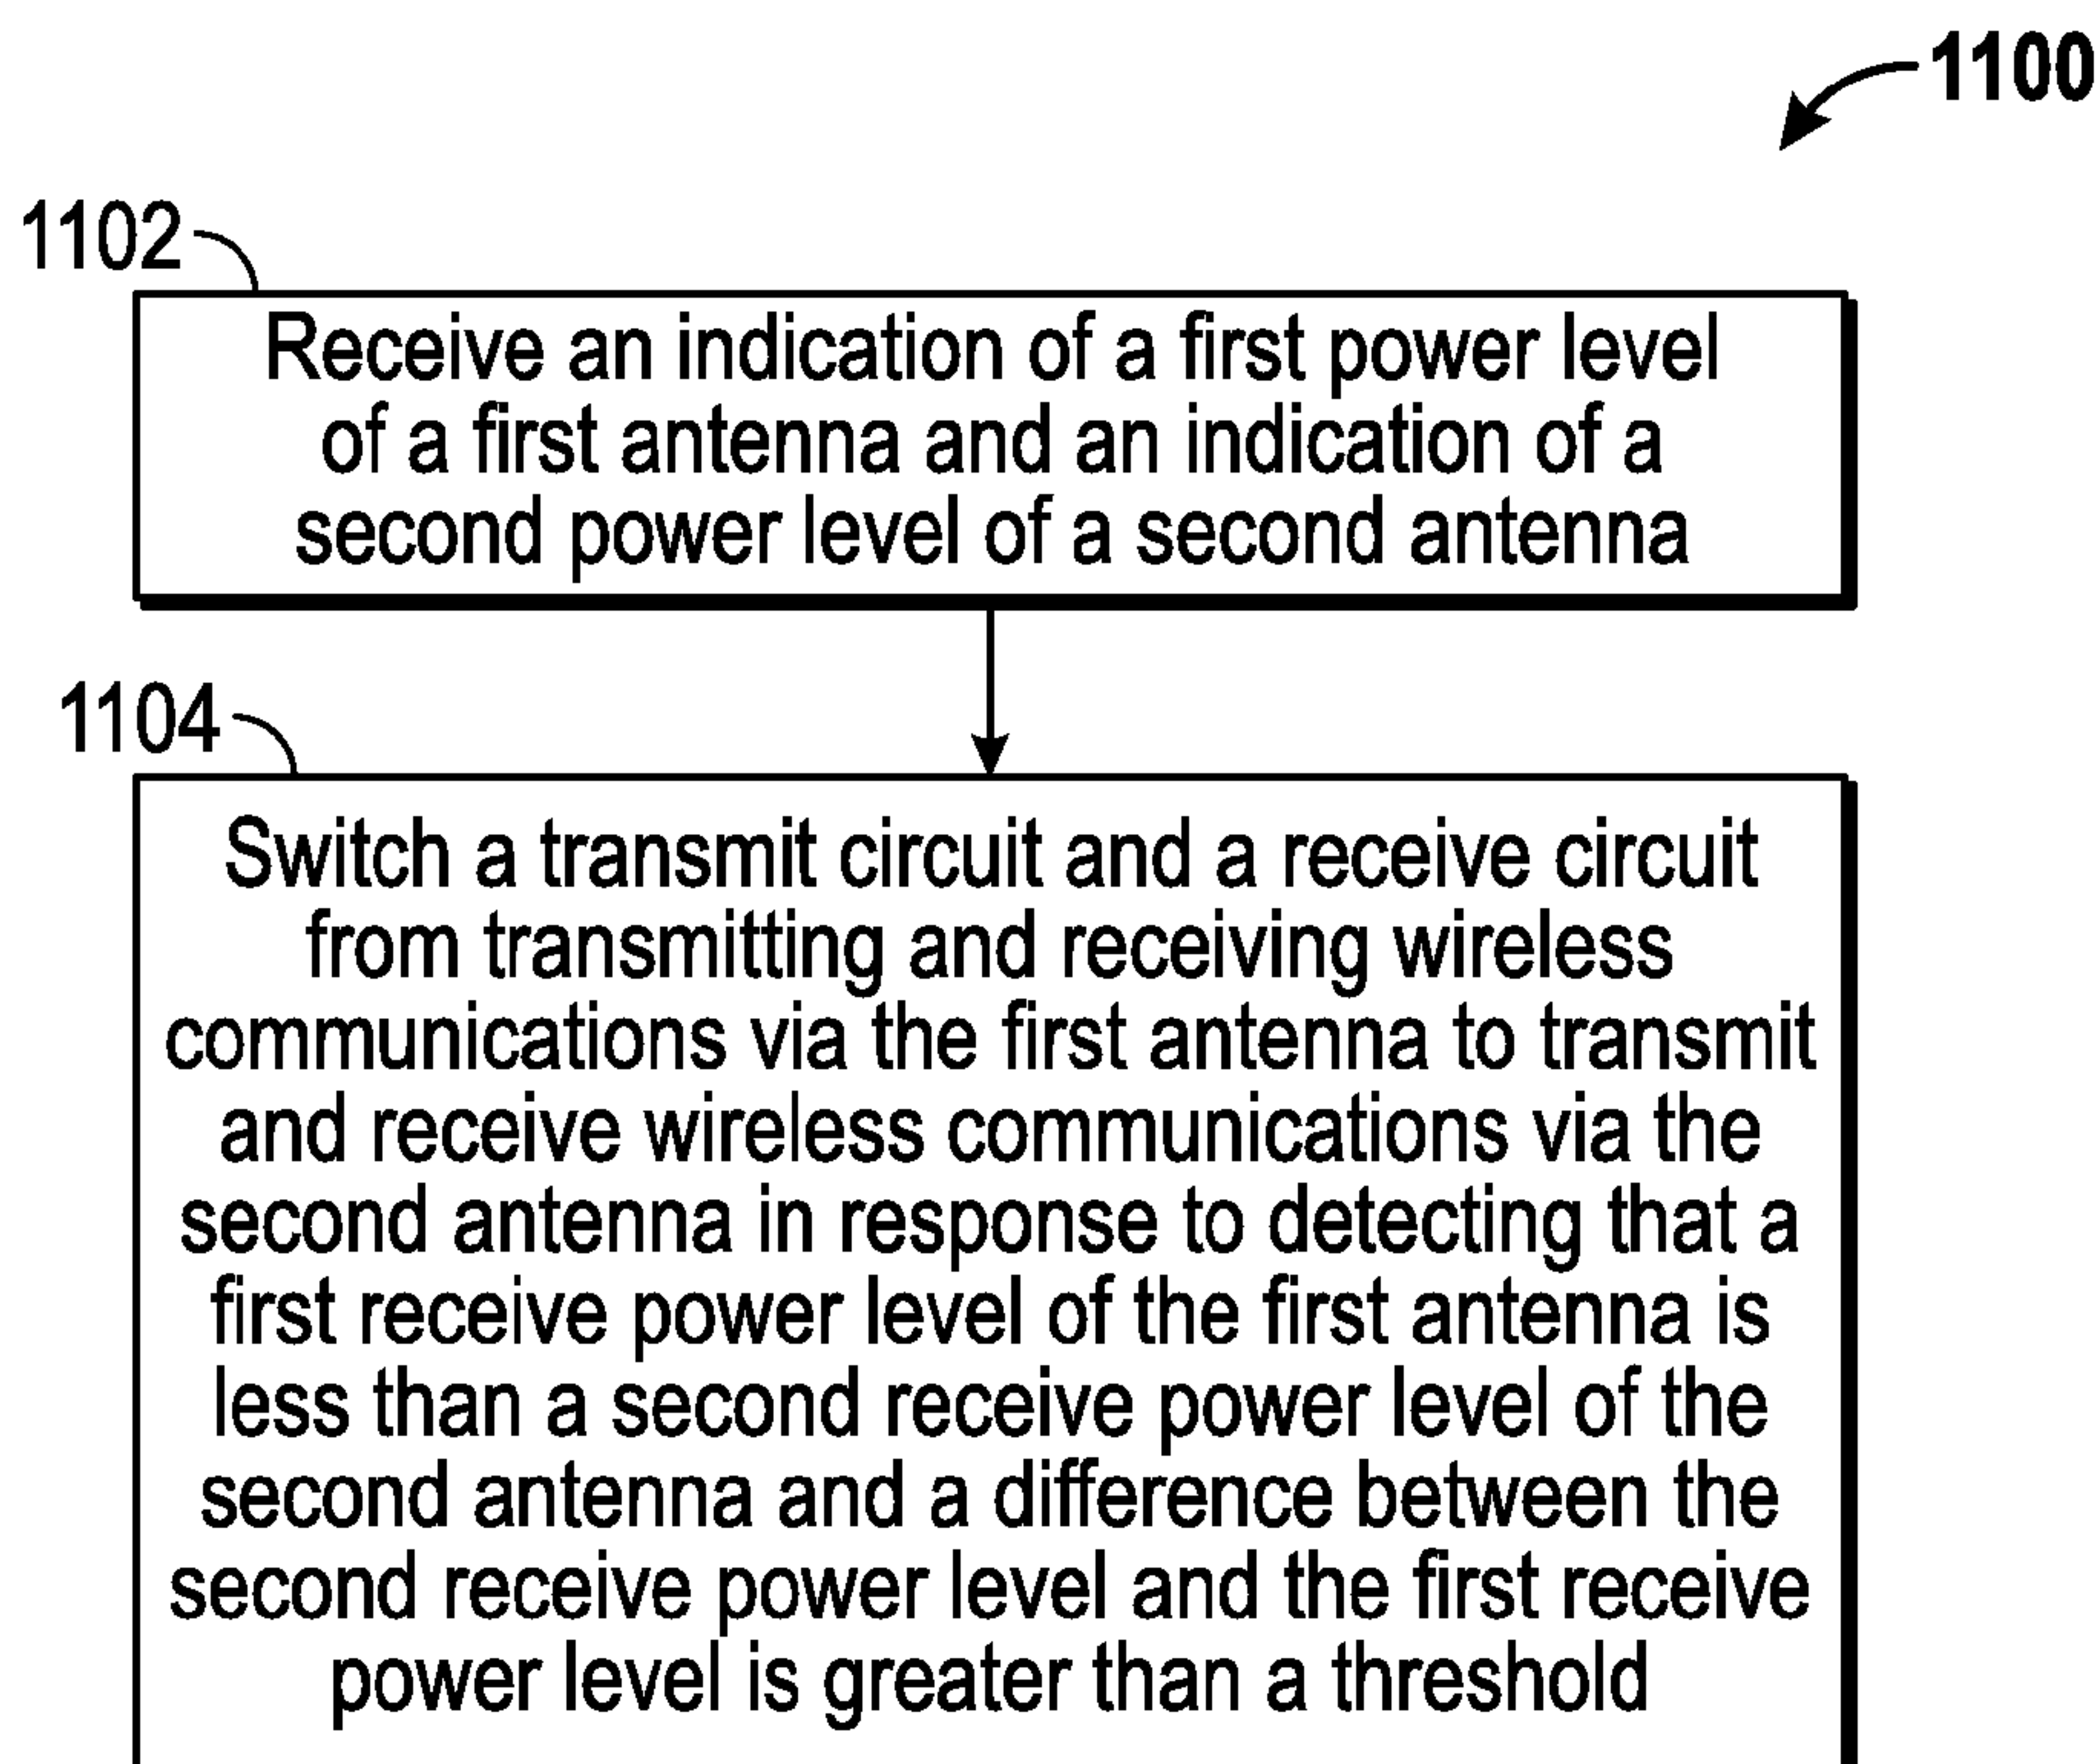 1100
1102
Receive an indication of a first power level
of a first antenna and an indication of a
second power level of a second antenna
1104
Switch a transmit circuit and a receive circuit
from transmitting and receiving wireless
communications via the first antenna to transmit
and receive wireless communications via the
second antenna in response to detecting that a
first receive power level of the first antenna is
less than a second receive power level of the
second antenna and a difference between the
second receive power level and the first receive
power level is greater than a threshold